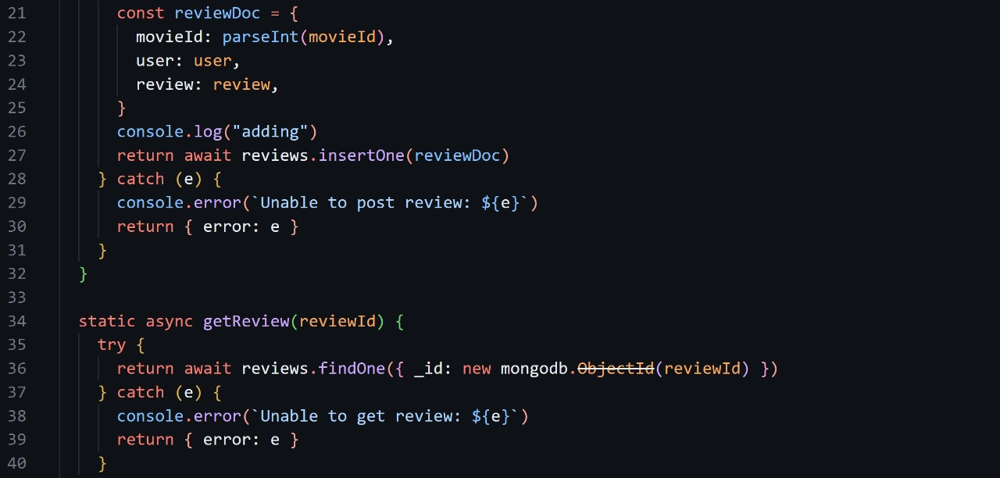 21 const reviewDoc = {
22 movieId: parseInt(movieId),
23 user: user,
24 review: review,
25 }
26 console.log("adding")
27 return await reviews.insertOne(reviewDoc)
28 } catch (e) {
29 console.error(`Unable to post review: ${e}`)
30 return { error: e }
31 }
32 }
33
34 static async getReview(reviewId) {
35 try {
36 return await reviews.findOne({ _id: new mongodb.ObjectId(reviewId) })
37 } catch (e) {
38 console.error(`Unable to get review: ${e}`)
39 return { error: e }
40 }